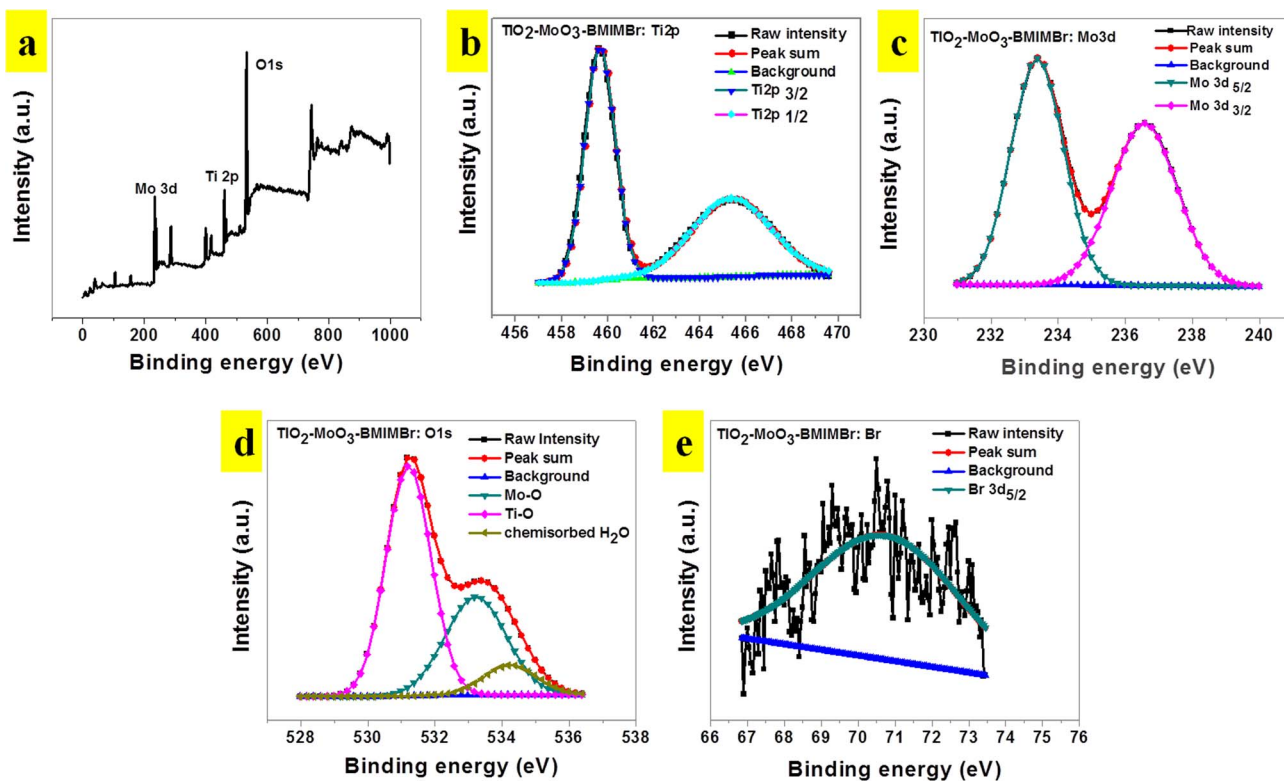 a
O1s
Mo 3d
Ti 2p
Intensity (a.u.)
0 200 400 600 800 1000
Binding energy (eV)
b
TIO2-MoO3-BMIMBr: Ti2p
Raw intensity
Peak sum
Background
Ti2p 3/2
Ti2p 1/2
Intensity (a.u.)
456 458 460 462 464 466 468 470
Binding energy (eV)
c
TIO2-MoO3-BMIMBr: Mo3d
Raw intensity
Peak sum
Background
Mo 3d 5/2
Mo 3d 3/2
Intensity (a.u.)
230 232 234 236 238 240
Binding energy (eV)
d
TIO2-MoO3-BMIMBr: O1s
Raw Intensity
Peak sum
Background
Mo-O
Ti-O
chemisorbed H2O
Intensity (a.u.)
528 530 532 533 534 536 538
Binding energy (eV)
e
TIO2-MoO3-BMIMBr: Br
Raw intensity
Peak sum
Background
Br 3d5/2
Intensity (a.u.)
66 67 68 69 70 71 72 73 74 75 76
Binding energy (eV)